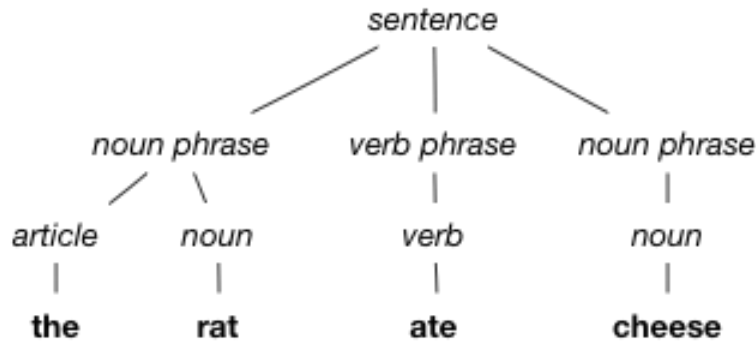 sentence
noun phrase verb phrase noun phrase
article noun verb noun
the rat ate cheese